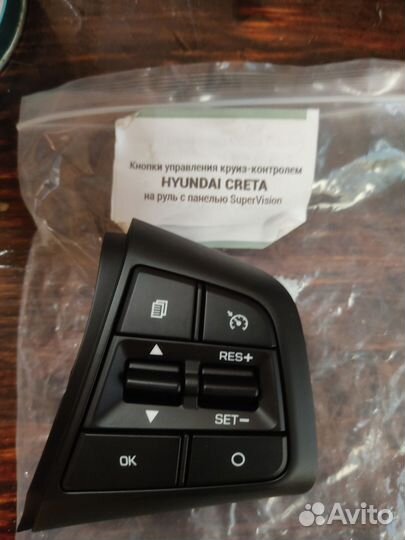 Кнопки управления круиз-контролем
HYUNDAI CRETA
на руль с панелью SuperVision
RES+
SET-
OK
Avito